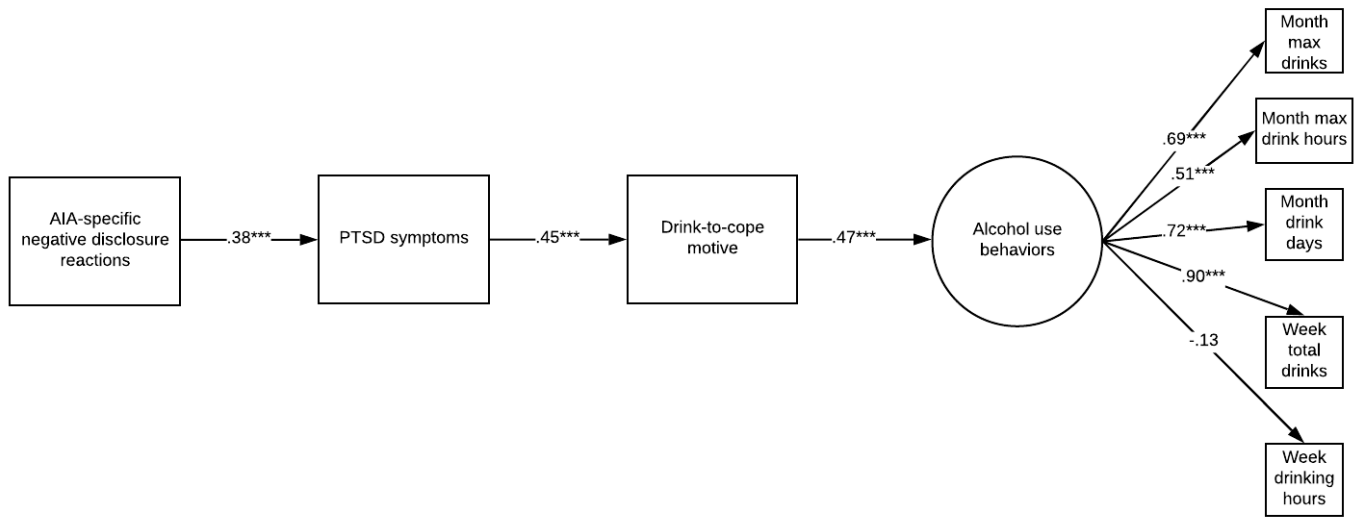 AIA-specific
negative disclosure
reactions
.38***
PTSD symptoms
.45***
Drink-to-cope
motive
.47***
Alcohol use
behaviors
.69***
.51***
.72***
.90***
-.13
Month
max
drinks
Month max
drink hours
Month
drink
days
Week
total
drinks
Week
drinking
hours